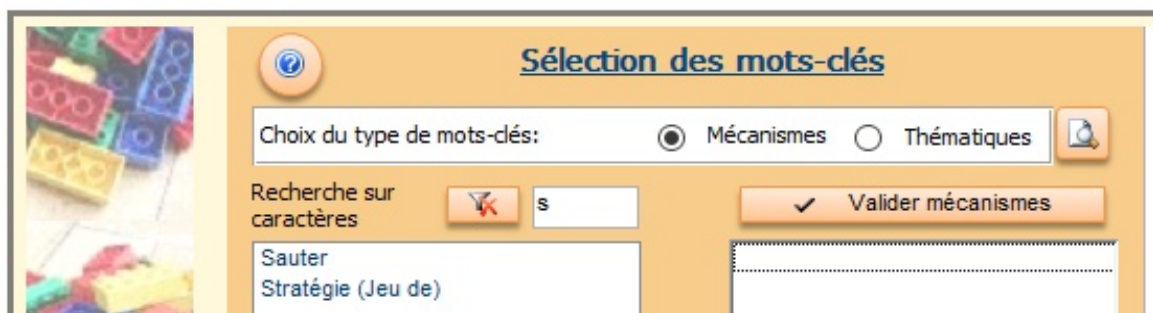 Sélection des mots-clés
Choix du type de mots-clés: Mécanismes Thématiques
Recherche sur
caractères
s
Valider mécanismes
Sauter
Stratégie (Jeu de)